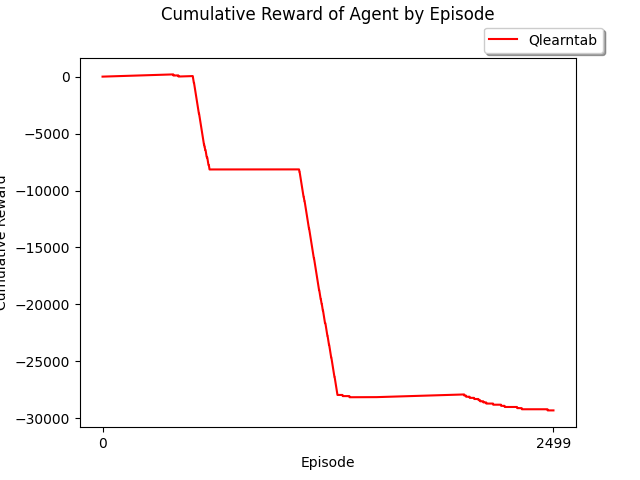 Cumulative Reward of Agent by Episode
Qlearntab
0
−5000
−10000
−15000
−20000
−25000
−30000
Cumulative Reward
0
2499
Episode